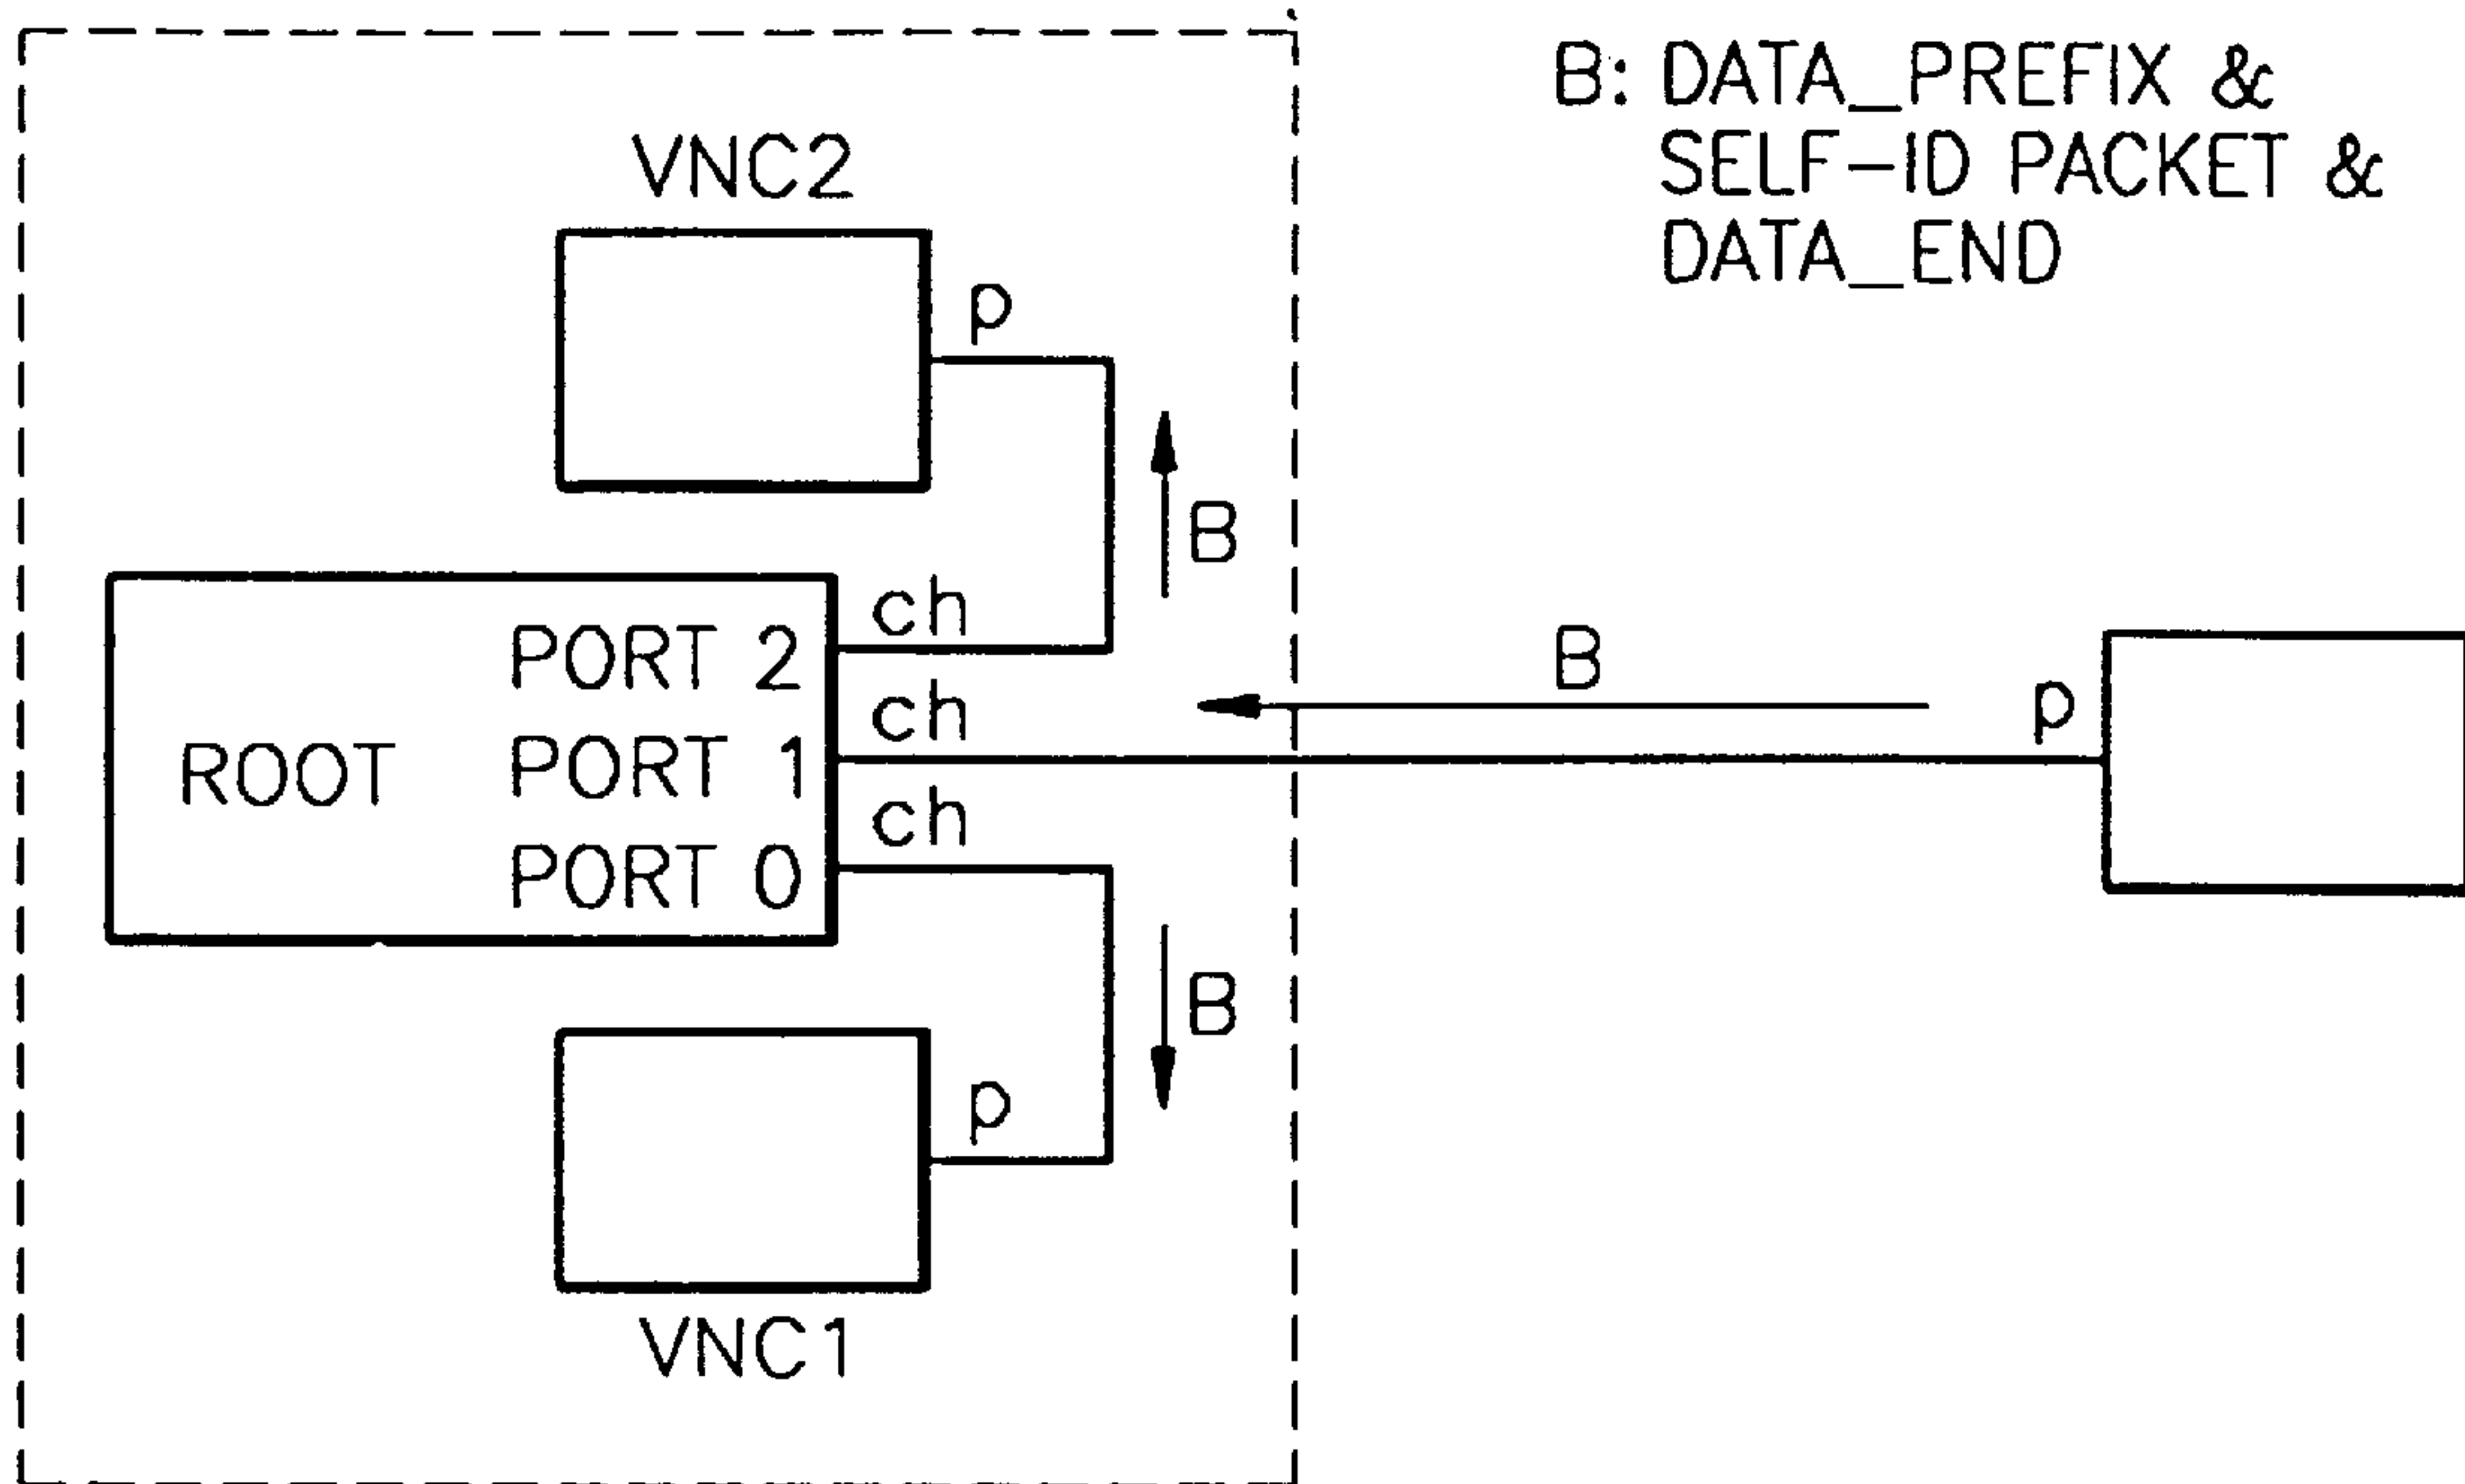 B: DATA_PREFIX &
SELF-ID PACKET &
DATA_END
VNC2
p
B
ch
PORT 2
B
p
ch
ROOT
PORT 1
ch
PORT 0
B
p
VNC1